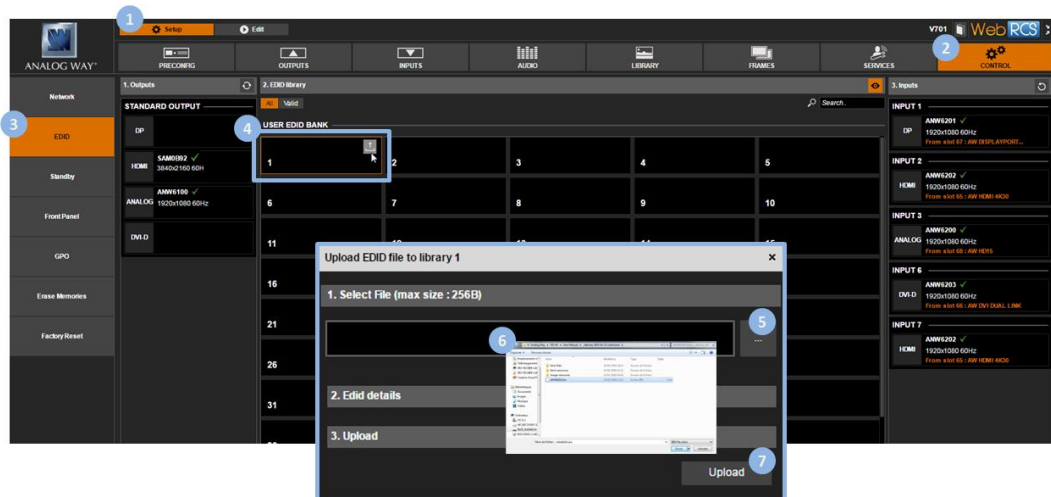 1
Setup
Edit
V701
Web RCS
ANALOG WAY®
PRECONFIG
OUTPUTS
INPUTS
AUDIO
LIBRARY
FRAMES
SERVICES
2
CONTROL
Network
3
EDID
Standby
Front Panel
GPO
Erase Memories
Factory Reset
1. Outputs
STANDARD OUTPUT
DP
HDMI
SAM0B92 ✓
3840x2160 60H
ANALOG
ANW6100 ✓
1920x1080 60Hz
DVI-D
2. EDID library
All
Valid
Search.
4
USER EDID BANK
1
2
3
4
5
6
7
8
9
10
11
16
21
26
31
3. Inputs
INPUT 1
DP
ANW6201 ✓
1920x1080 60Hz
From slot 67 : AW DISPLAYPORT...
INPUT 2
HDMI
ANW6202 ✓
1920x1080 60Hz
From slot 65 : AW HDMI 4K30
INPUT 3
ANALOG
ANW6200 ✓
1920x1080 60Hz
From slot 68 : AW HD15
INPUT 6
DVI-D
ANW6203 ✓
1920x1080 60Hz
From slot 66 : AW DVI DUAL LINK
INPUT 7
HDMI
ANW6202 ✓
1920x1080 60Hz
From slot 65 : AW HDMI 4K30
Upload EDID file to library 1
×
1. Select File (max size : 256B)
5
...
6
2. Edid details
3. Upload
Upload
7